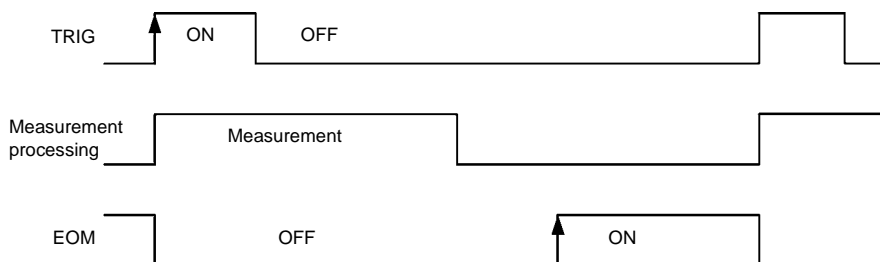 TRIG ON OFF
Measurement
processing
Measurement
EOM OFF ON